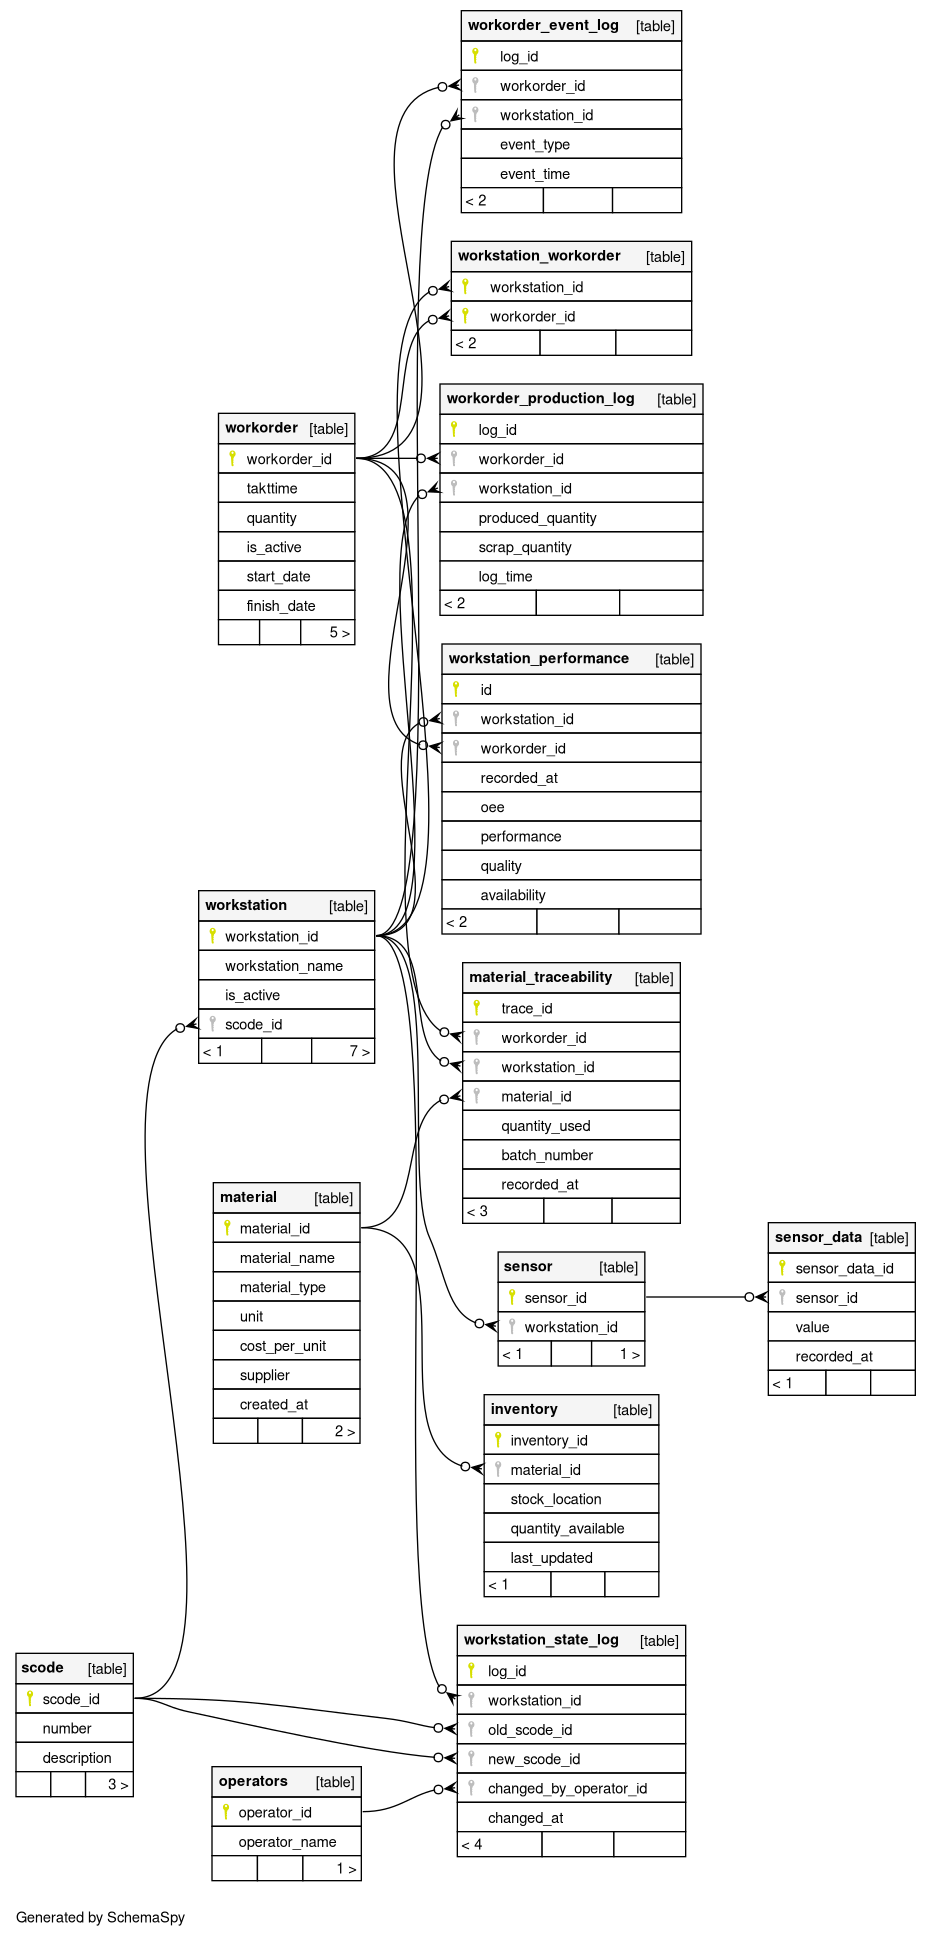 workorder_event_log [table]
log_id
workorder_id
workstation_id
event_type
event_time
< 2
workstation_workorder [table]
workstation_id
workorder_id
< 2
workorder_production_log [table]
log_id
workorder_id
workstation_id
produced_quantity
scrap_quantity
log_time
< 2
workorder [table]
workorder_id
takttime
quantity
is_active
start_date
finish_date
5 >
workstation_performance [table]
id
workstation_id
workorder_id
recorded_at
oee
performance
quality
availability
< 2
workstation [table]
workstation_id
workstation_name
is_active
scode_id
< 1 7 >
material_traceability [table]
trace_id
workorder_id
workstation_id
material_id
quantity_used
batch_number
recorded_at
< 3
material [table]
material_id
material_name
material_type
unit
cost_per_unit
supplier
created_at
2 >
sensor [table]
sensor_id
workstation_id
< 1 1 >
sensor_data [table]
sensor_data_id
sensor_id
value
recorded_at
< 1
inventory [table]
inventory_id
material_id
stock_location
quantity_available
last_updated
< 1
workstation_state_log [table]
log_id
workstation_id
old_scode_id
new_scode_id
changed_by_operator_id
changed_at
< 4
scode [table]
scode_id
number
description
3 >
operators [table]
operator_id
operator_name
1 >
Generated by SchemaSpy